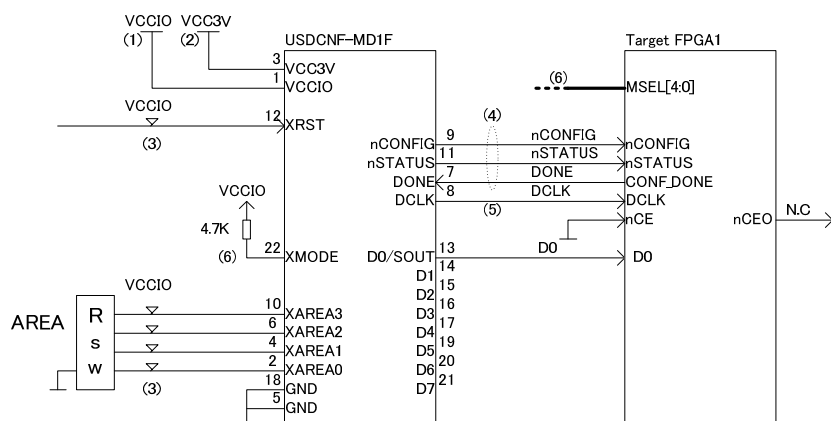 VCCIO VCC3V
(1) (2) USDCNF-MD1F Target FPGA1
3 VCC3V
1 VCCIO
(6) MSEL[4:0]
VCCIO
12 XRST
(3)
(4)
nCONFIG 9 nCONFIG nCONFIG
nSTATUS 11 nSTATUS nSTATUS
DONE 7 DONE CONF_DONE
DCLK 8 DCLK DCLK
(5)
VCCIO
4.7K
(6)
nCE nCEO N.C
22 XMODE D0/SOUT 13 D0 D0
D1 14
D2 15
D3 16
D4 17
D5 19
D6 20
D7 21
VCCIO
AREA
R
s
w
10 XAREA3
6 XAREA2
4 XAREA1
2 XAREA0
(3)
18 GND
5 GND